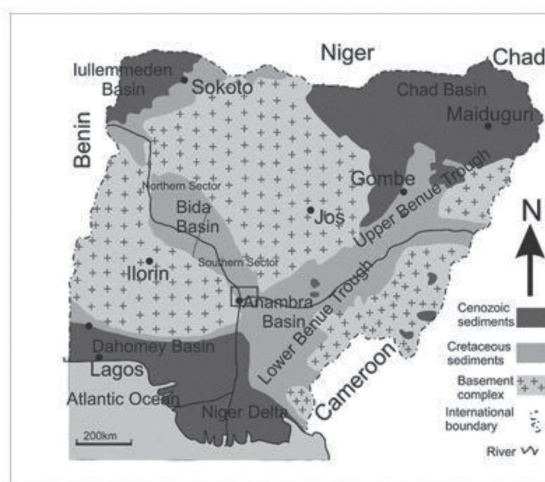 Niger
Chad
Iullemmeden
Basin
Sokoto
Chad Basin
Maiduguri
Benin
Northern Sector
Bida
Basin
Gombe
Upper Benue Trough
Jos
N
Ilorin
Southern Sector
Anambra
Basin
Lower Benue Trough
Dahomey Basin
Lagos
Atlantic Ocean
Niger Delta
Cameroon
200km
Cenozoic
sediments
Cretaceous
sediments
Basement
complex
International
boundary
River